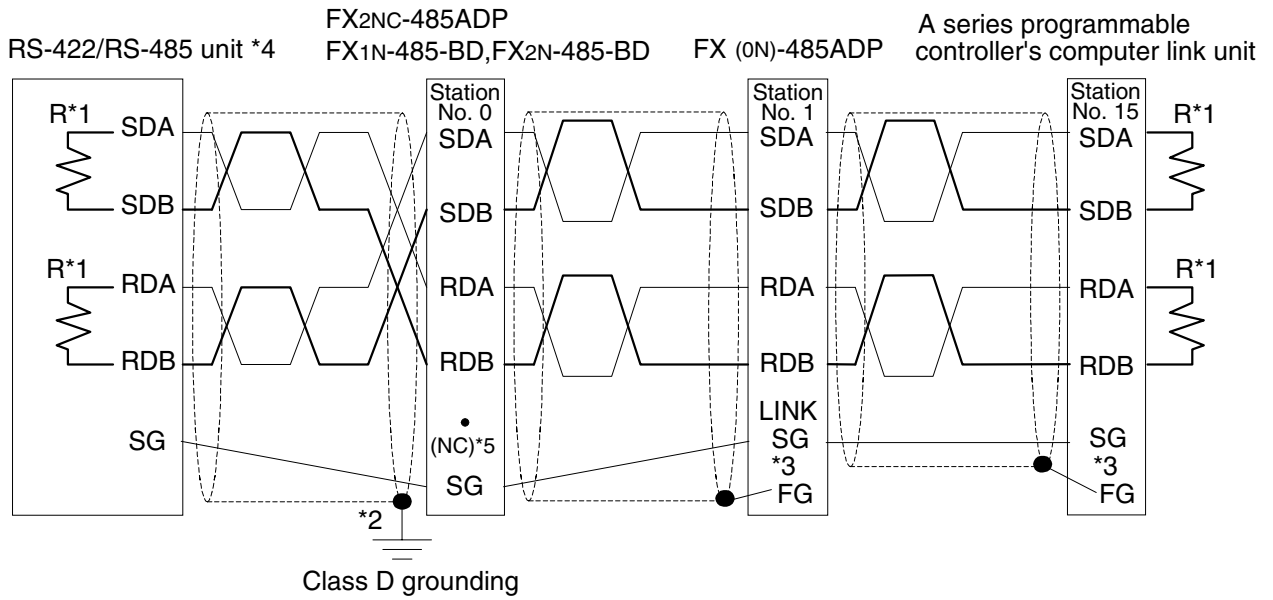 RS-422/RS-485 unit *4
FX2NC-485ADP
FX1N-485-BD,FX2N-485-BD
FX (0N)-485ADP
A series programmable
controller's computer link unit
R*1
SDA
SDB
R*1
RDA
RDB
SG
*2
Class D grounding
Station
No. 0
SDA
SDB
RDA
RDB
(NC)*5
SG
Station
No. 1
SDA
SDB
RDA
RDB
LINK
SG
*3
FG
Station
No. 15
SDA
SDB
RDA
RDB
SG
*3
FG
R*1
R*1